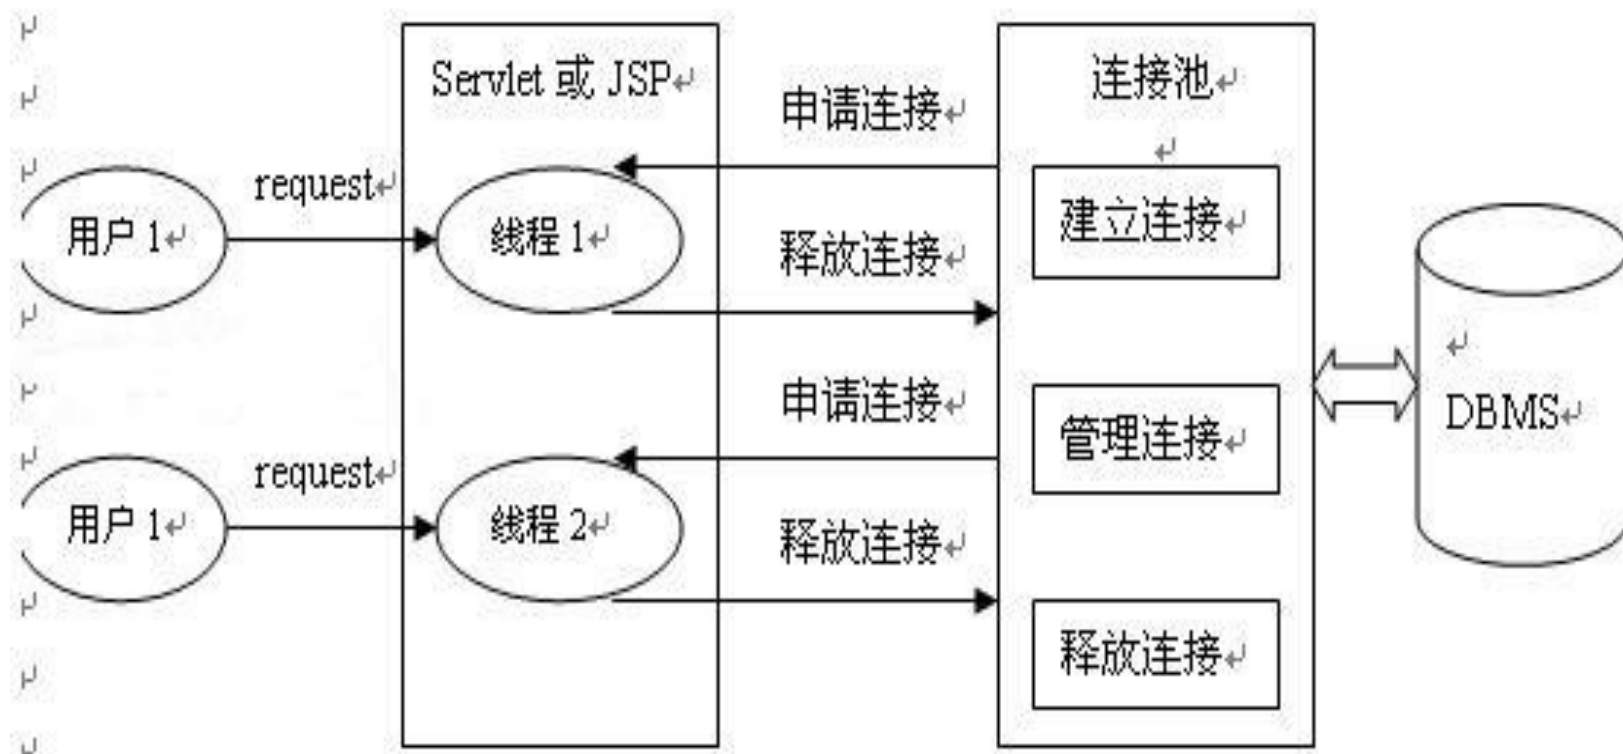 Servlet 或 JSP
连接池
申请连接
request
用户 1
线程 1
建立连接
释放连接
申请连接
DBMS
管理连接
request
用户 1
线程 2
释放连接
释放连接